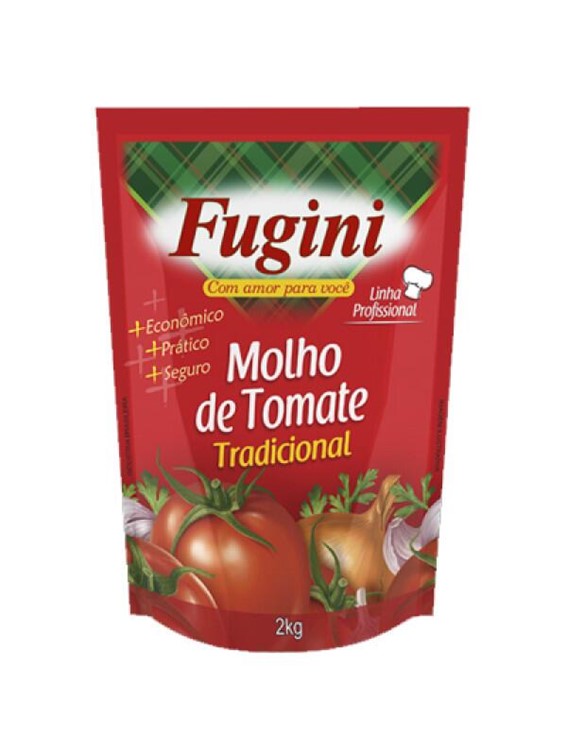 Fugini
Com amor para você
Linha
Profissional
+Econômico
+Prático
+Seguro
Molho
de Tomate
Tradicional
2kg